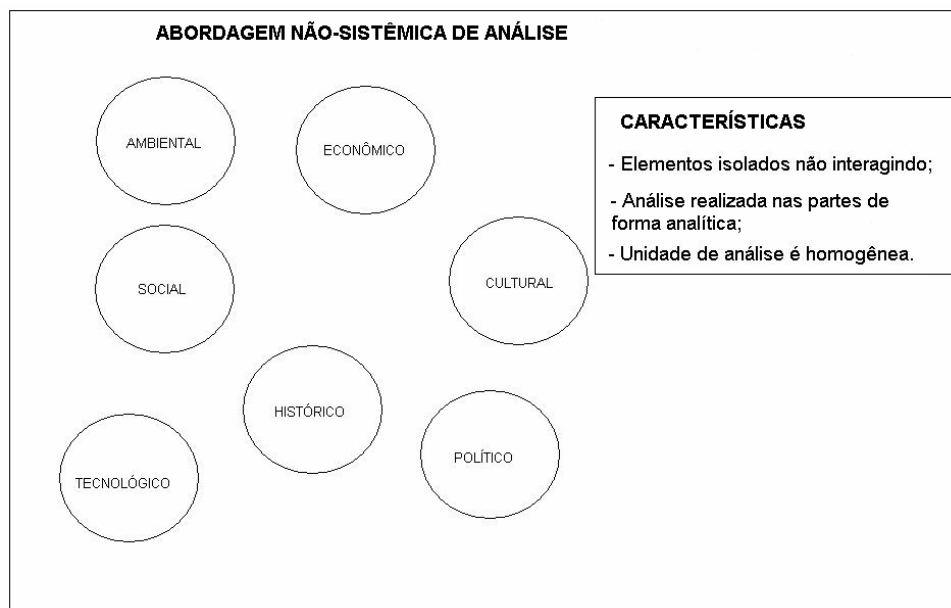 ABORDAGEM NÃO-SISTÊMICA DE ANÁLISE
AMBIENTAL
ECONÔMICO
SOCIAL
CULTURAL
HISTÓRICO
POLÍTICO
TECNOLÓGICO
CARACTERÍSTICAS
- Elementos isolados não interagindo;
- Análise realizada nas partes de
forma analítica;
- Unidade de análise é homogênea.